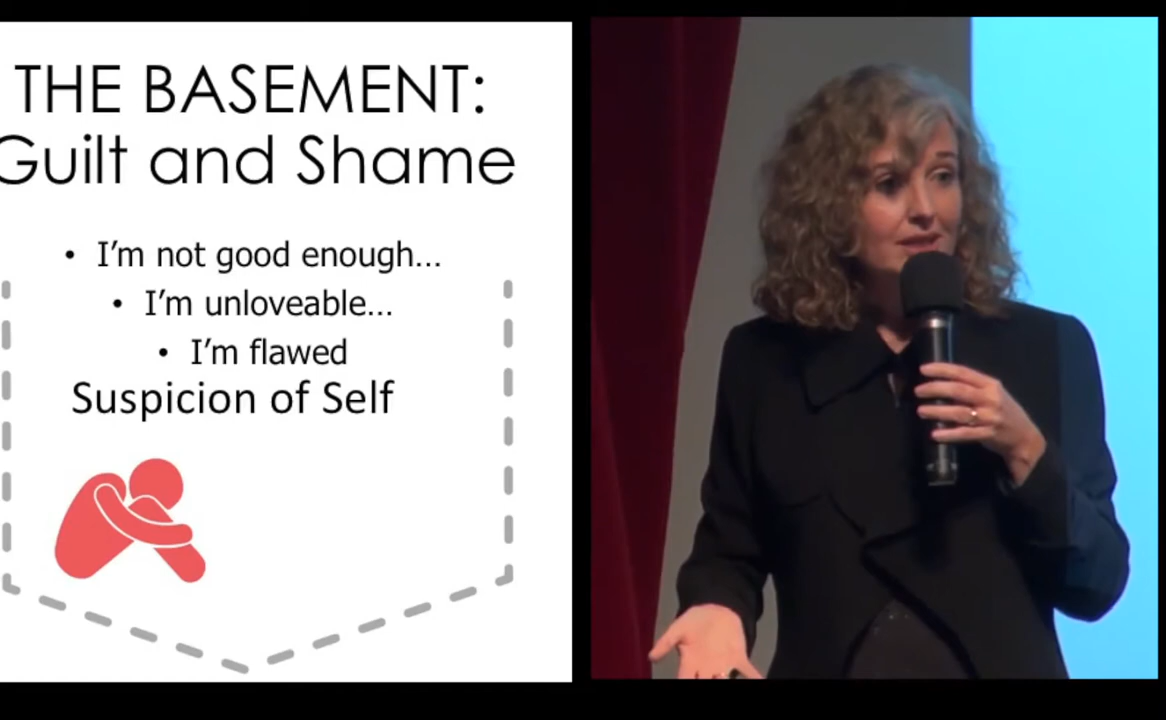 THE BASEMENT:
Guilt and Shame
• I'm not good enough...
• I'm unloveable...
• I'm flawed
Suspicion of Self